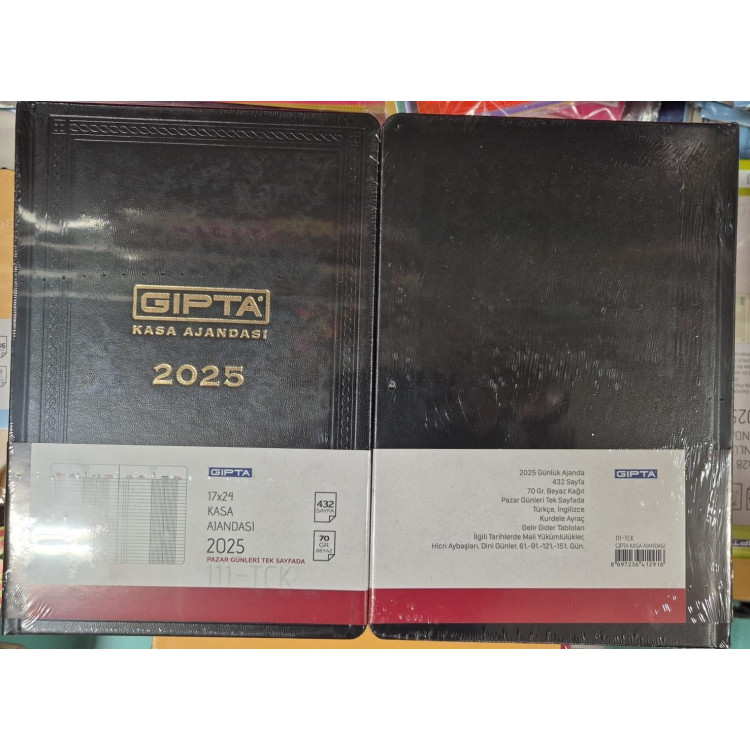 GIPTA®
KASA AJANDASI
2025
GIPTA
17x24
KASA
AJANDASI
2025
PAZAR GÜNLERİ TEK SAYFADA
111-TCK
432
SAYFA
70
GR.
BEYAZ
2025 Günlük Ajanda
432 Sayfa
70 Gr. Beyaz Kağıt
Pazar Günleri Tek Sayfada
Türkçe, İngilizce
Kurdele Ayraç
Gelir Gider Tabloları
İlgili Tarihlerde Mali Yükümlülükler,
Hicri Aybaşları, Dini Günler, 61.-91.-121.-151. Gün.
GIPTA
111-TCK
GIPTA KASA AJANDASI
8 697236 412916